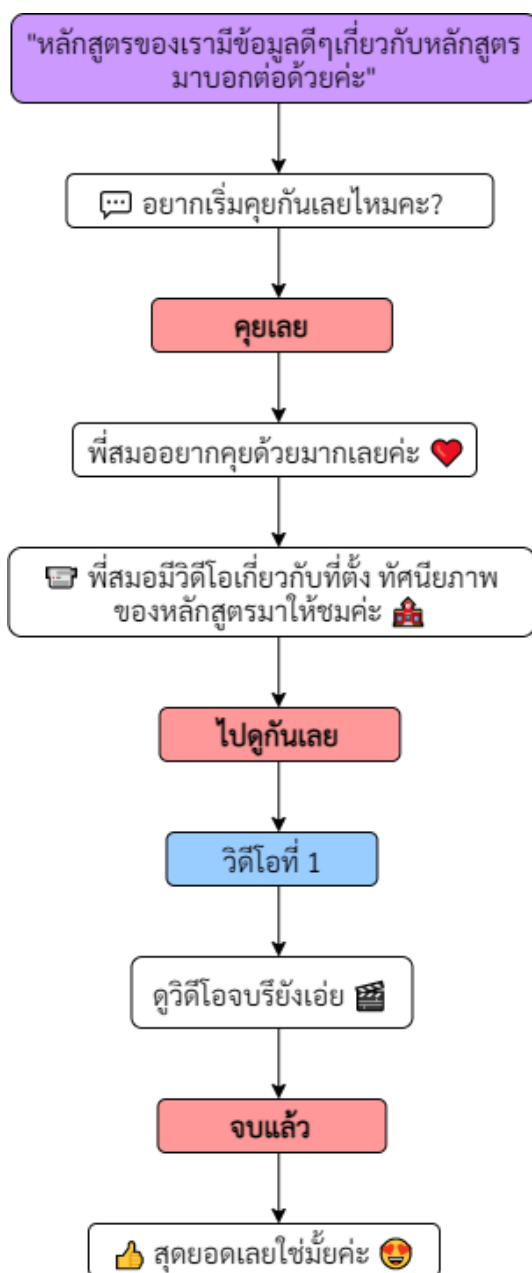 "หลักสูตรของเรามีข้อมูลดีๆเกี่ยวกับหลักสูตร
มาบอกต่อด้วยค่ะ"
💬 อยากเริ่มคุยกันเลยไหมคะ?
คุยเลย
พี่สมออยากคุยด้วยมากเลยค่ะ ❤️
พี่สมอมีวิดีโอเกี่ยวกับที่ตั้ง ทัศนียภาพ
ของหลักสูตรมาให้ชมค่ะ 🏫
ไปดูกันเลย
วิดีโอที่ 1
ดูวิดีโอจบรึยังเอ่ย 🎬
จบแล้ว
👍 สุดยอดเลยใช่มั้ยค่ะ 😍